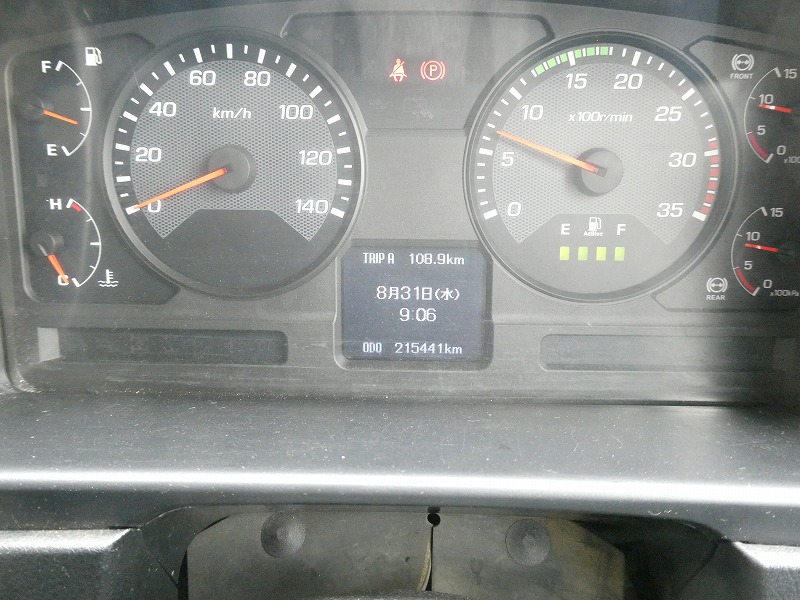 F
E
H
C
0
20
40
60
80
100
120
140
km/h
P
TRIP A 108.9km
8月31日(水)
9:06
ODO 215441km
0
5
10
15
20
25
30
35
x100r/min
E AdBlue F
FRONT
0
5
10
15
REAR
0
5
10
15
x100kPa